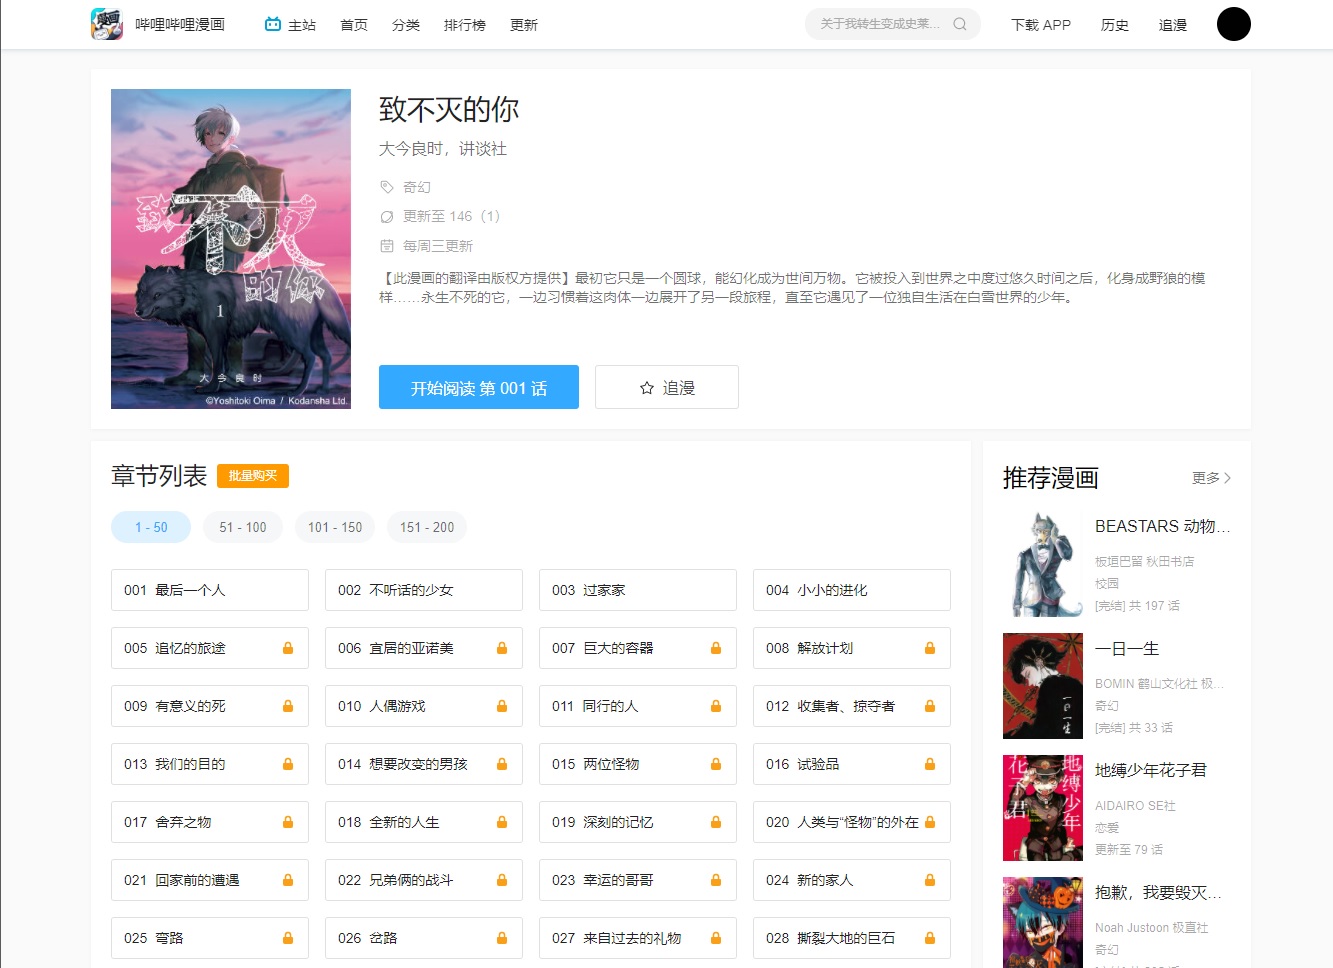 哔哩哔哩漫画 主站 首页 分类 排行榜 更新 关于我转生变成史莱... 下载 APP 历史 追漫
致不灭的你
1
大今良时
©Yoshitoki Oima / Kodansha Ltd.
致不灭的你
大今良时，讲谈社
奇幻
更新至 146（1）
每周三更新
【此漫画的翻译由版权方提供】最初它只是一个圆球，能幻化成为世间万物。它被投入到世界之中度过悠久时间之后，化身成野狼的模
样……永生不死的它，一边习惯着这肉体一边展开了另一段旅程，直至它遇见了一位独自生活在白雪世界的少年。
开始阅读 第 001 话 追漫
章节列表 批量购买
1 - 50 51 - 100 101 - 150 151 - 200
001 最后一个人 002 不听话的少女 003 过家家 004 小小的进化
005 追忆的旅途 006 宜居的亚诺美 007 巨大的容器 008 解放计划
009 有意义的死 010 人偶游戏 011 同行的人 012 收集者、掠夺者
013 我们的目的 014 想要改变的男孩 015 两位怪物 016 试验品
017 舍弃之物 018 全新的人生 019 深刻的记忆 020 人类与“怪物”的外在
021 回家前的遭遇 022 兄弟俩的战斗 023 幸运的哥哥 024 新的家人
025 弯路 026 岔路 027 来自过去的礼物 028 撕裂大地的巨石
推荐漫画 更多
BEASTARS 动物...
板垣巴留 秋田书店
校园
[完结] 共 197 话
一日一生
一日一生
BOMIN 鹤山文化社 极...
奇幻
[完结] 共 33 话
地缚少年
花子君
地缚少年花子君
AIDAIRO SE社
恋爱
更新至 79 话
抱歉，我要毁灭...
Noah Justoon 极直社
奇幻